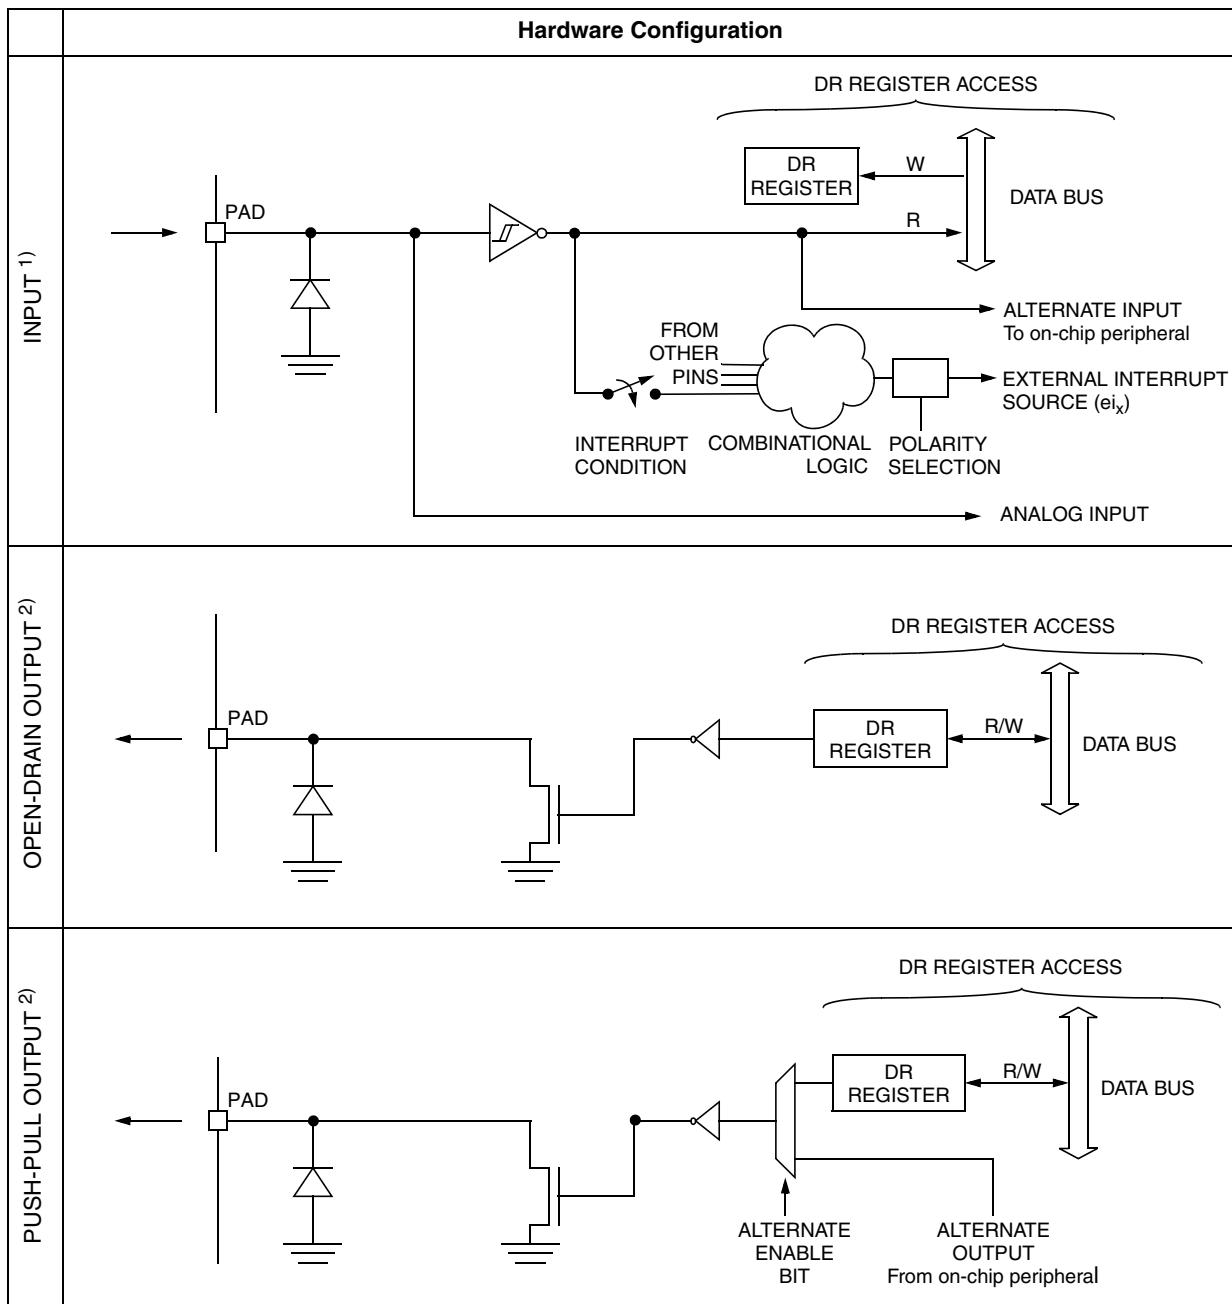 Hardware Configuration
INPUT 1)
DR REGISTER ACCESS
DR
REGISTER
W
DATA BUS
PAD
R
ALTERNATE INPUT
To on-chip peripheral
FROM
OTHER
PINS
EXTERNAL INTERRUPT
SOURCE (eix)
INTERRUPT
CONDITION
COMBINATIONAL
LOGIC
POLARITY
SELECTION
ANALOG INPUT
OPEN-DRAIN OUTPUT 2)
DR REGISTER ACCESS
PAD
DR
REGISTER
R/W
DATA BUS
PUSH-PULL OUTPUT 2)
DR REGISTER ACCESS
PAD
DR
REGISTER
R/W
DATA BUS
ALTERNATE
ENABLE
BIT
ALTERNATE
OUTPUT
From on-chip peripheral